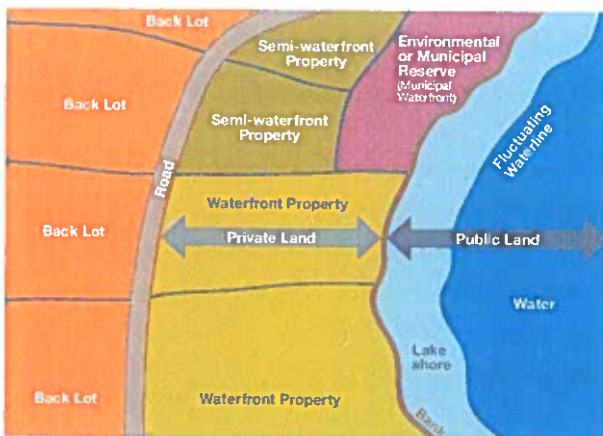 Back Lot
Semi-waterfront
Property
Environmental
or Municipal
Reserve
(Municipal
Waterfront)
Back Lot
Semi-waterfront
Property
Fluctuating
Waterline
Road
Waterfront Property
Back Lot
Private Land
Public Land
Water
Lake
shore
Back Lot
Waterfront Property
Bank